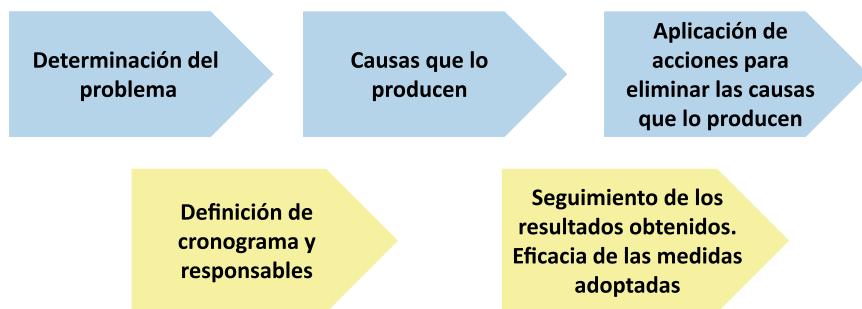 Determinación del
problema
Causas que lo
producen
Aplicación de
acciones para
eliminar las causas
que lo producen
Definición de
cronograma y
responsables
Seguimiento de los
resultados obtenidos.
Eficacia de las medidas
adoptadas